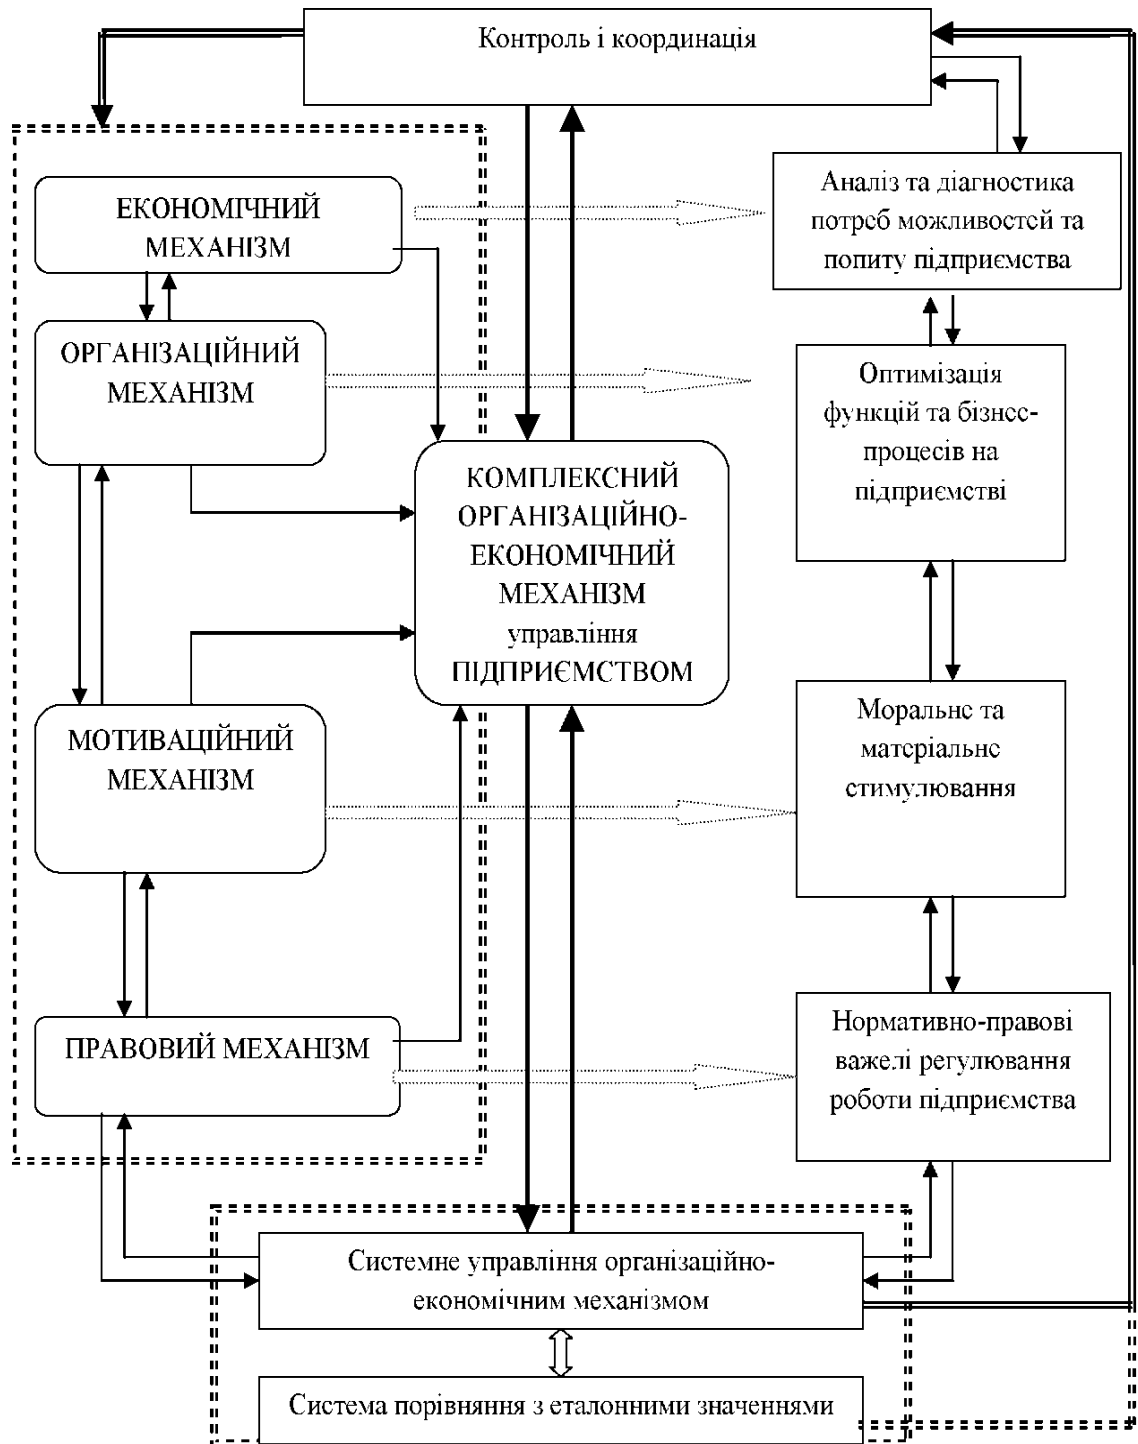 Контроль і координація
ЕКОНОМІЧНИЙ
МЕХАНІЗМ
Аналіз та діагностика
потреб можливостей та
попиту підприємства
ОРГАНІЗАЦІЙНИЙ
МЕХАНІЗМ
Оптимізація
функцій та бізнес-
процесів на
підприємстві
КОМПЛЕКСНИЙ
ОРГАНІЗАЦІЙНО-
ЕКОНОМІЧНИЙ
МЕХАНІЗМ
управління
ПІДПРИЄМСТВОМ
МОТИВАЦІЙНИЙ
МЕХАНІЗМ
Моральне та
матеріальне
стимулювання
ПРАВОВИЙ МЕХАНІЗМ
Нормативно-правові
важелі регулювання
роботи підприємства
Системне управління організаційно-
економічним механізмом
Система порівняння з еталонними значеннями